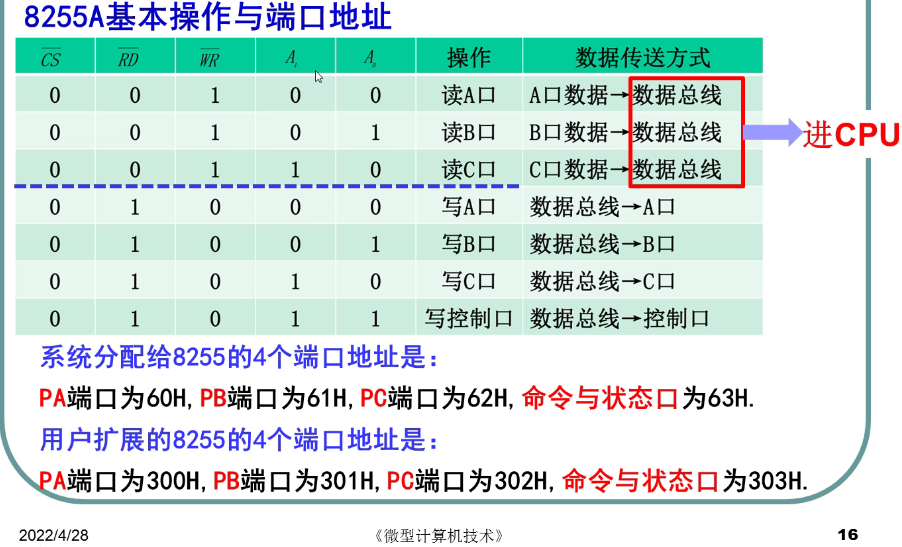 8255A基本操作与端口地址
CS RD WR A₁ A₀ 操作 数据传送方式
0 0 1 0 0 读A口 A口数据→数据总线
0 0 1 0 1 读B口 B口数据→数据总线
进CPU
0 0 1 1 0 读C口 C口数据→数据总线
0 1 0 0 0 写A口 数据总线→A口
0 1 0 0 1 写B口 数据总线→B口
0 1 0 1 0 写C口 数据总线→C口
0 1 0 1 1 写控制口 数据总线→控制口
系统分配给8255的4个端口地址是:
PA端口为60H,PB端口为61H,PC端口为62H,命令与状态口为63H.
用户扩展的8255的4个端口地址是:
PA端口为300H,PB端口为301H,PC端口为302H,命令与状态口为303H.
2022/4/28 《微型计算机技术》 16